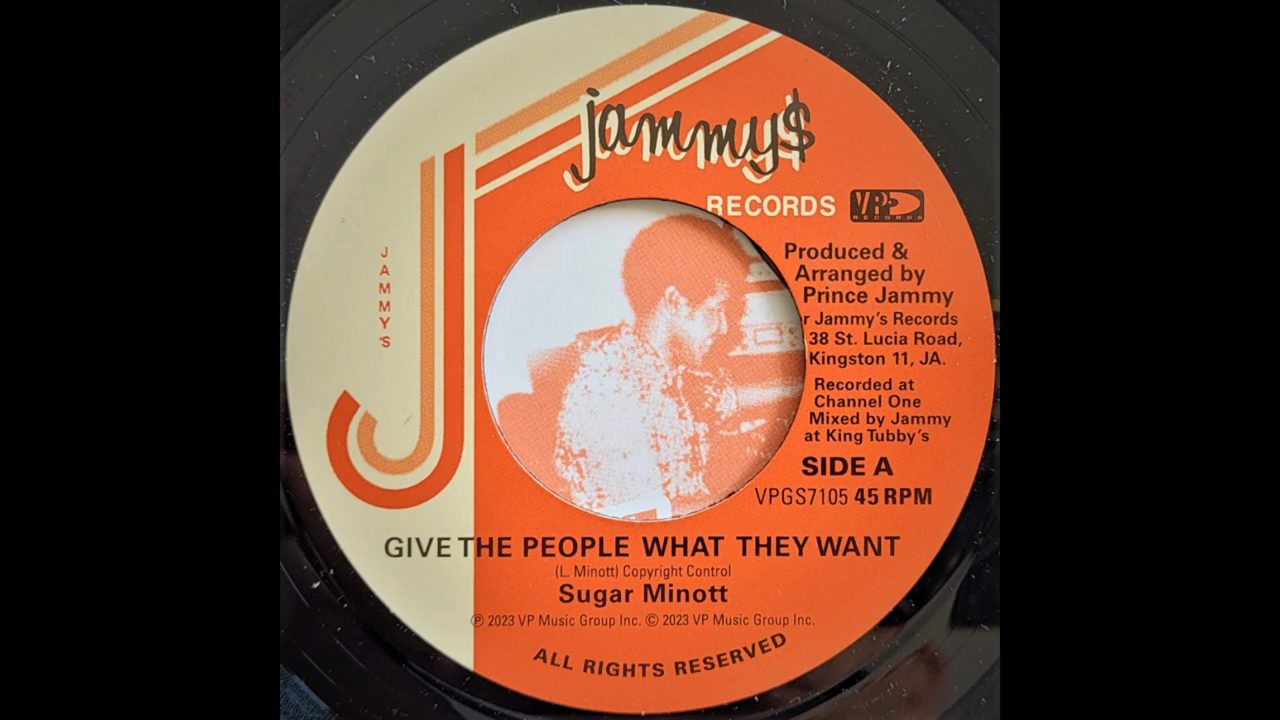 jammy$
RECORDS
VP
RECORDS
JAMMY'S
Produced &
Arranged by
Prince Jammy
r Jammy's Records
38 St. Lucia Road,
Kingston 11, JA.
Recorded at
Channel One
Mixed by Jammy
at King Tubby's
SIDE A
VPGS7105 45 RPM
GIVE THE PEOPLE WHAT THEY WANT
(L. Minott) Copyright Control
Sugar Minott
℗ 2023 VP Music Group Inc. © 2023 VP Music Group Inc.
ALL RIGHTS RESERVED